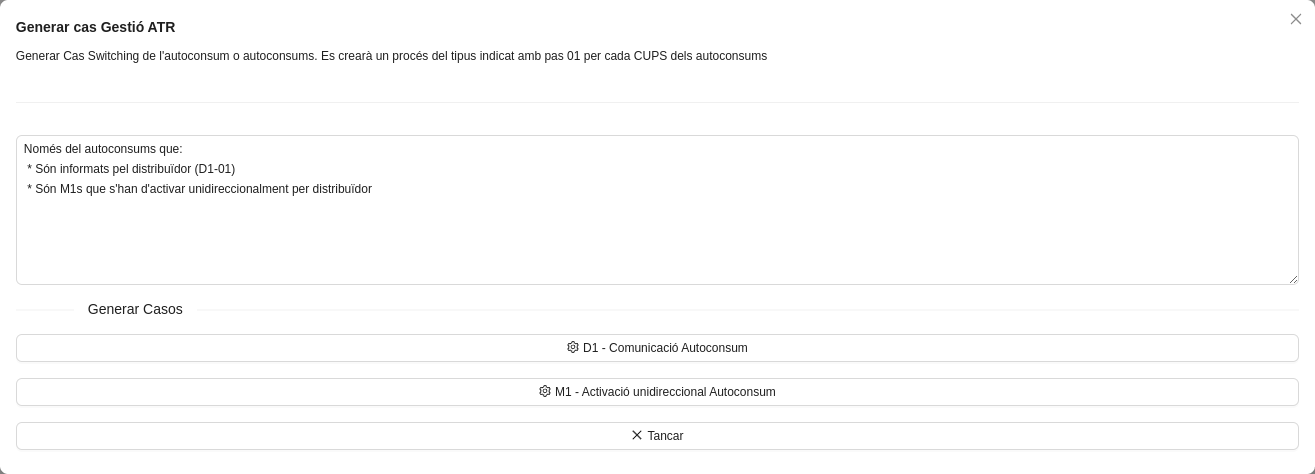 Generar cas Gestió ATR
Generar Cas Switching de l'autoconsum o autoconsums. Es crearà un procés del tipus indicat amb pas 01 per cada CUPS dels autoconsums
Només del autoconsums que:
* Són informats pel distribuïdor (D1-01)
* Són M1s que s'han d'activar unidireccionalment per distribuïdor
Generar Casos
D1 - Comunicació Autoconsum
M1 - Activació unidireccional Autoconsum
Tancar